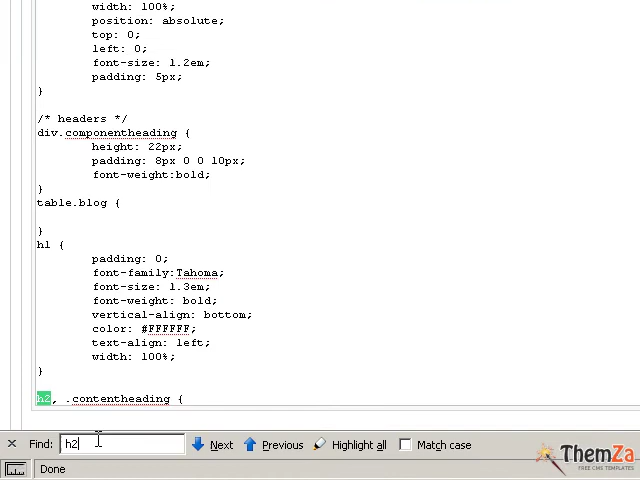 width: 100%;
position: absolute;
top: 0;
left: 0;
font-size: 1.2em;
padding: 5px;
}
/* headers */
div.componentheading {
height: 22px;
padding: 8px 0 0 10px;
font-weight:bold;
}
table.blog {
}
h1 {
padding: 0;
font-family:Tahoma;
font-size: 1.3em;
font-weight: bold;
vertical-align: bottom;
color: #FFFFFF;
text-align: left;
width: 100%;
}
h2, .contentheading {
Find: h2 Next Previous Highlight all Match case
Done
ThemZa
FREE CMS TEMPLATES